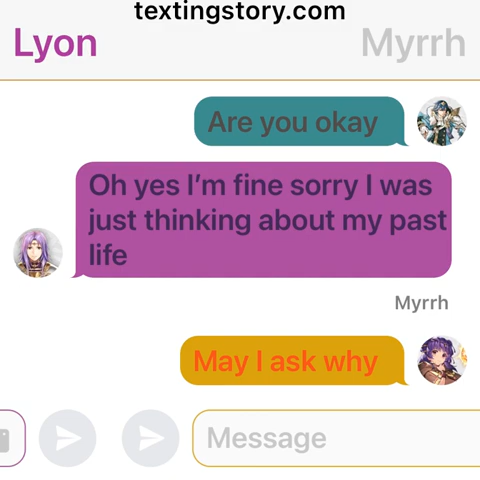 textingstory.com
Lyon
Myrrh
Are you okay
Oh yes I'm fine sorry I was
just thinking about my past
life
Myrrh
May I ask why
Message